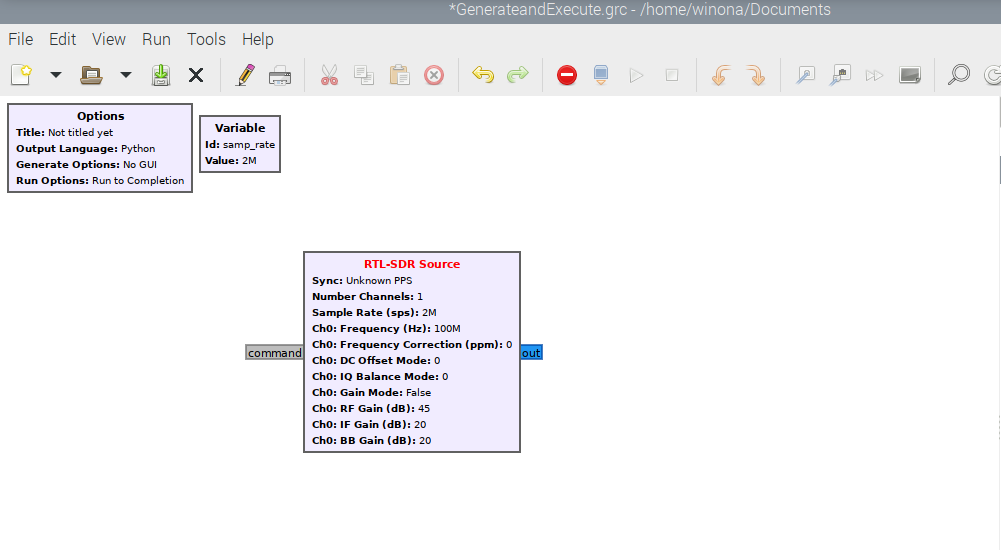 *GenerateandExecute.grc - /home/winona/Documents
File Edit View Run Tools Help
Options
Title: Not titled yet
Output Language: Python
Generate Options: No GUI
Run Options: Run to Completion
Variable
Id: samp_rate
Value: 2M
RTL-SDR Source
Sync: Unknown PPS
Number Channels: 1
Sample Rate (sps): 2M
Ch0: Frequency (Hz): 100M
Ch0: Frequency Correction (ppm): 0
Ch0: DC Offset Mode: 0
Ch0: IQ Balance Mode: 0
Ch0: Gain Mode: False
Ch0: RF Gain (dB): 45
Ch0: IF Gain (dB): 20
Ch0: BB Gain (dB): 20
command
out